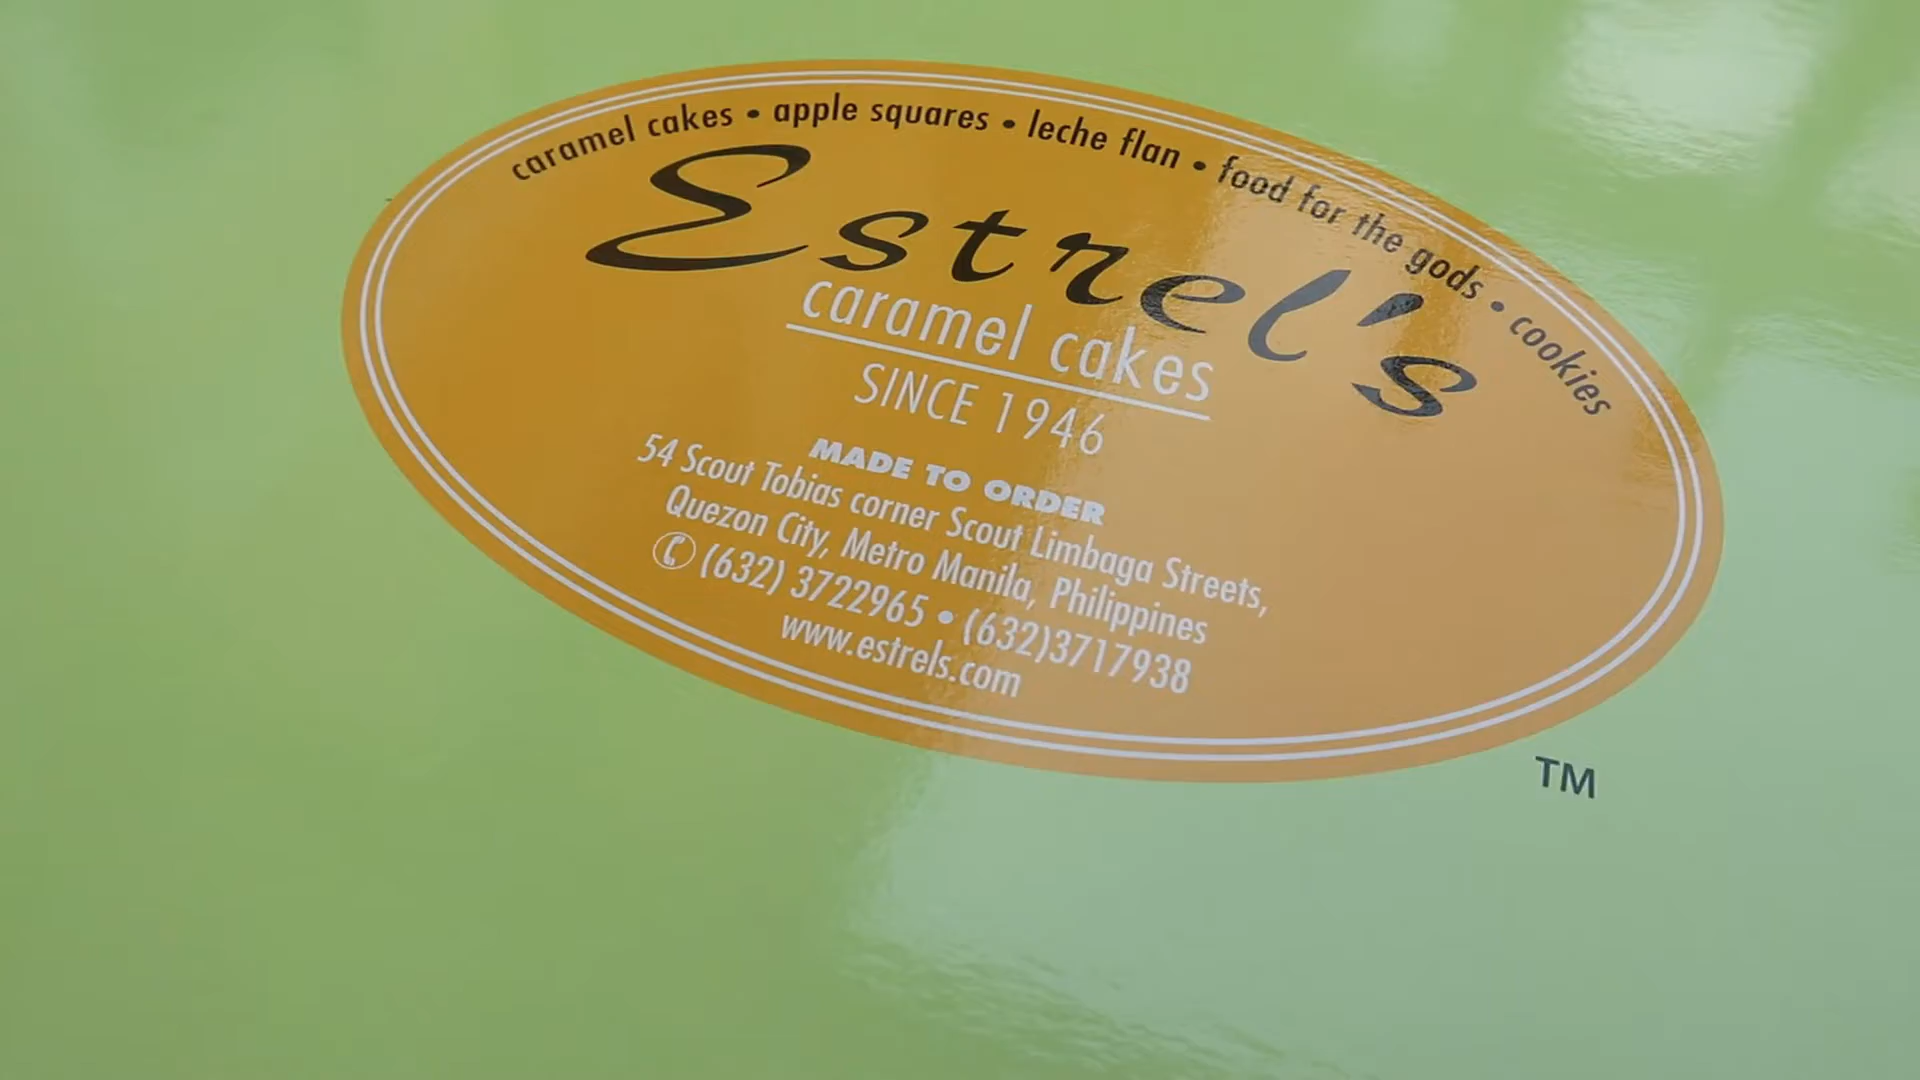 caramel cakes • apple squares • leche flan • food for the gods • cookies
Estrel's
caramel cakes
SINCE 1946
MADE TO ORDER
54 Scout Tobias corner Scout Limbaga Streets,
Quezon City, Metro Manila, Philippines
(632) 3722965 • (632)3717938
www.estrels.com
TM